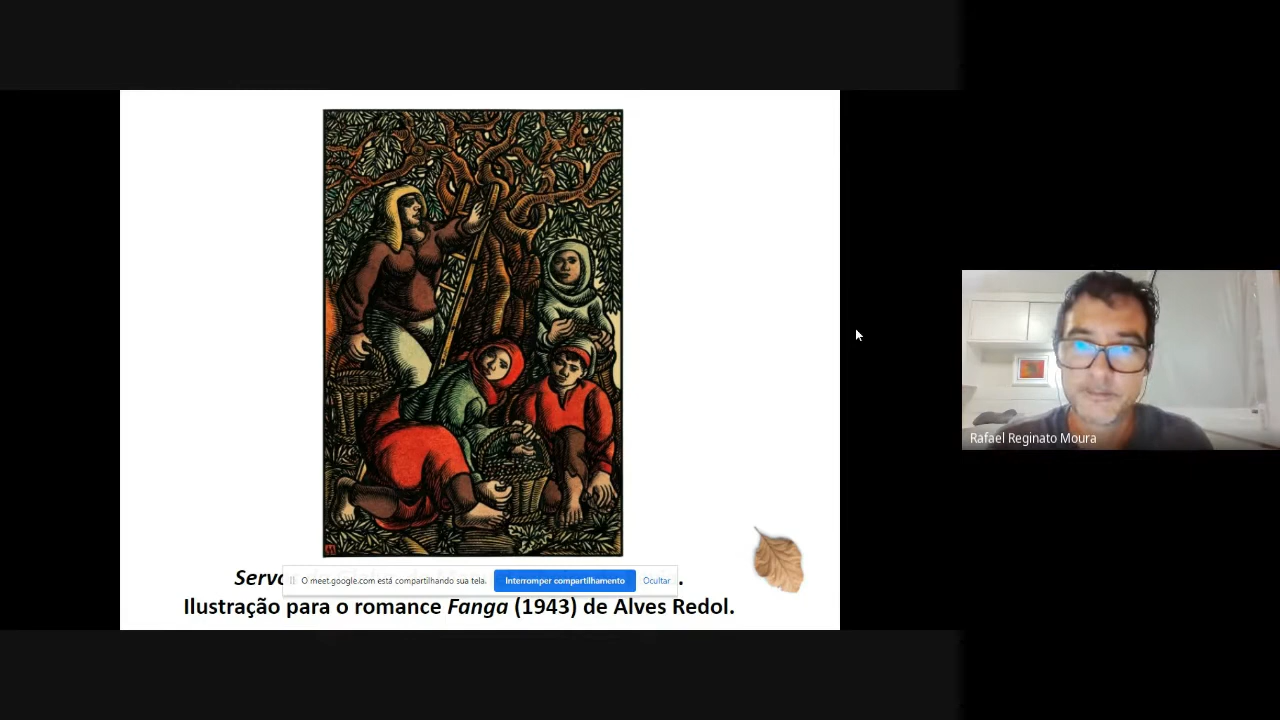 Servo
O meet.google.com está compartilhando sua tela.
Interromper compartilhamento
Ocultar
Ilustração para o romance Fanga (1943) de Alves Redol.
Rafael Reginato Moura